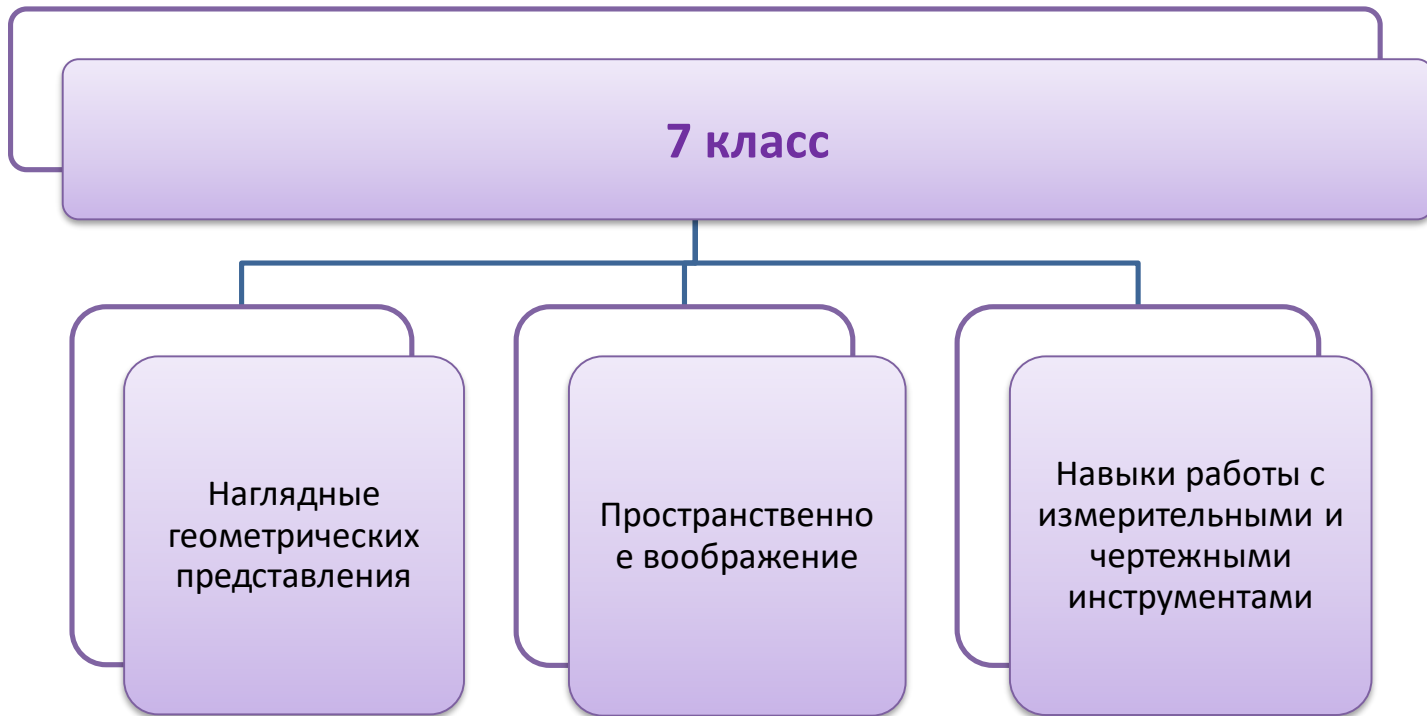 7 класс
Наглядные
геометрических
представления
Пространственно
е воображение
Навыки работы с
измерительными и
чертежными
инструментами